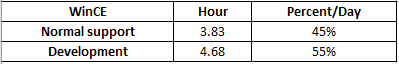 WinCE Hour Percent/Day
Normal support 3.83 45%
Development 4.68 55%